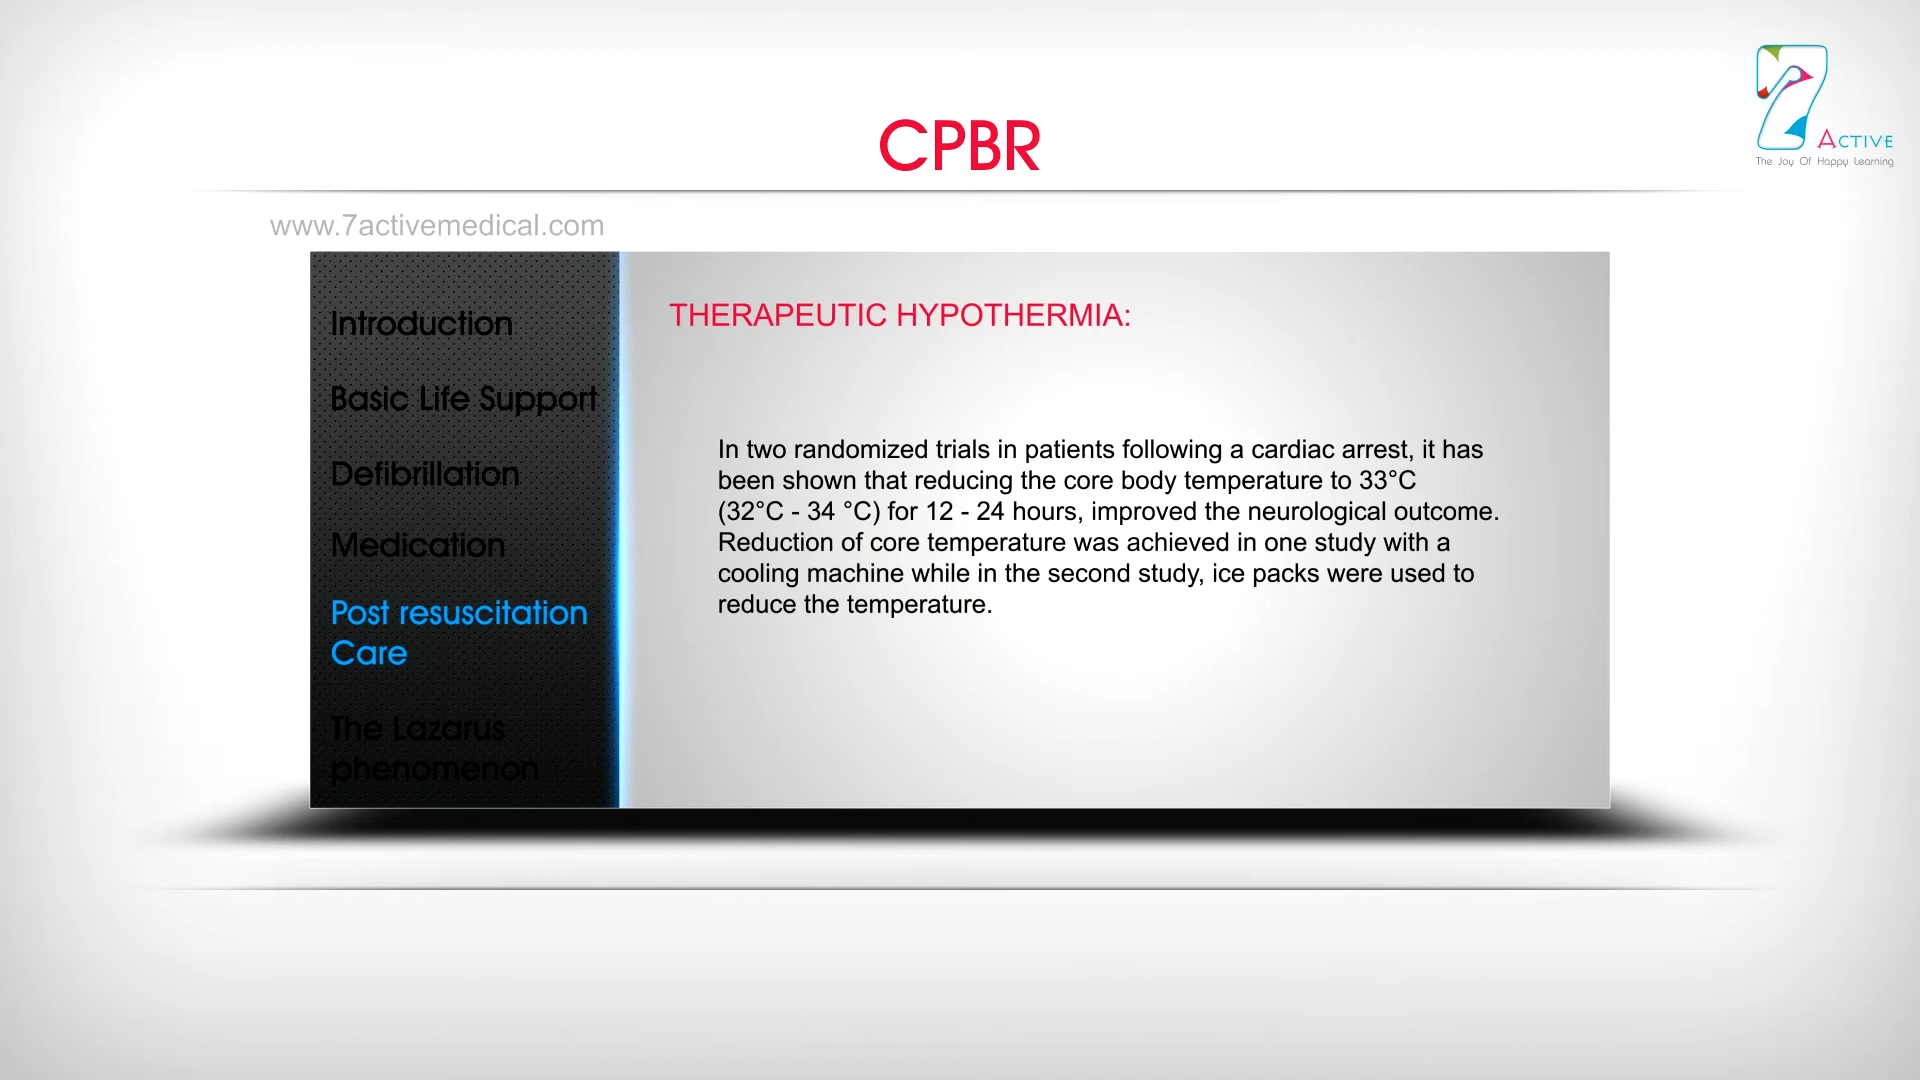 CPBR
7
ACTIVE
The Joy Of Happy Learning
www.7activemedical.com
Introduction
Basic Life Support
Defibrillation
Medication
Post resuscitation
Care
The Lazarus
phenomenon
THERAPEUTIC HYPOTHERMIA:
In two randomized trials in patients following a cardiac arrest, it has
been shown that reducing the core body temperature to 33°C
(32°C - 34 °C) for 12 - 24 hours, improved the neurological outcome.
Reduction of core temperature was achieved in one study with a
cooling machine while in the second study, ice packs were used to
reduce the temperature.